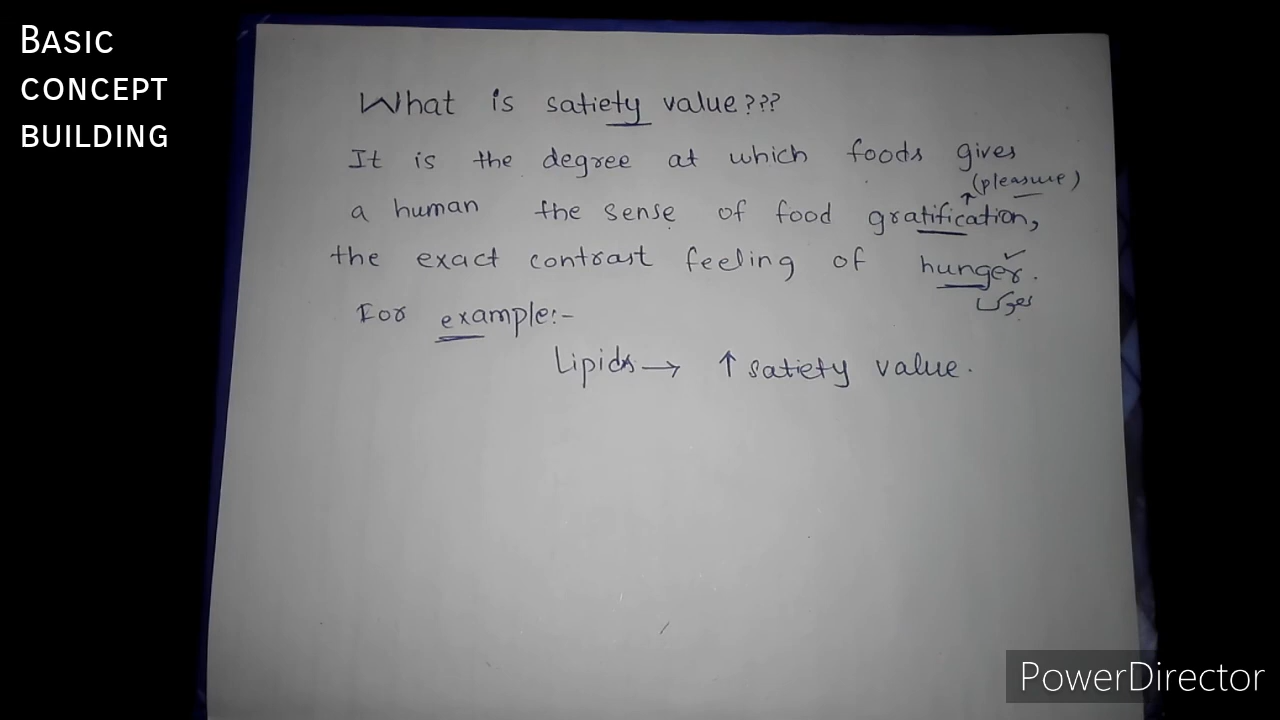 BASIC
CONCEPT
BUILDING
What is satiety value???
It is the degree at which foods gives
(pleasure)
a human the sense of food gratification,
the exact contrast feeling of hunger.
بھوک
For example:-
Lipids → ↑ satiety value.
PowerDirector